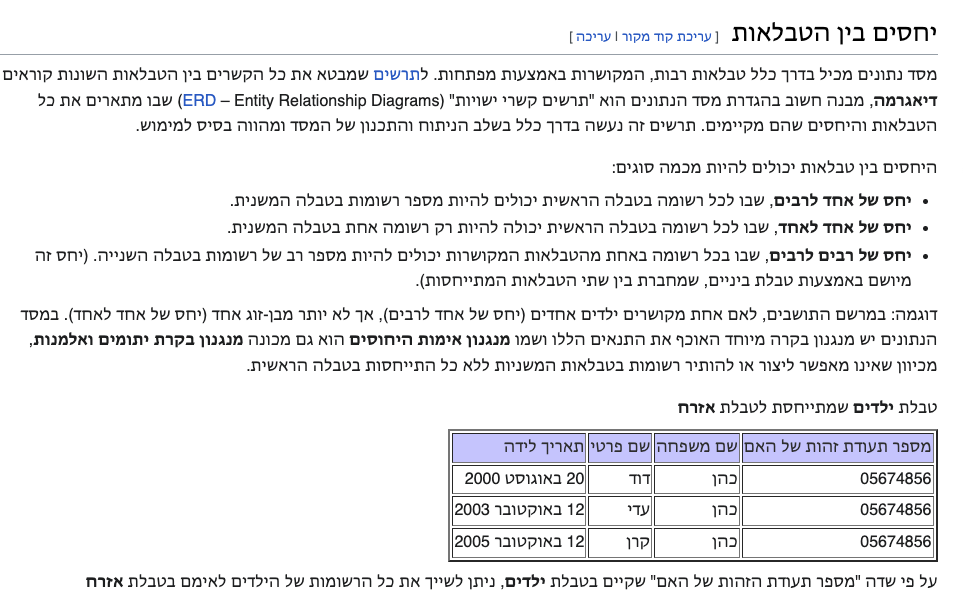 יחסים בין הטבלאות [ עריכת קוד מקור | עריכה ]
מסד נתונים מכיל בדרך כלל טבלאות רבות, המקושרות באמצעות מפתחות. לתרשים שמבטא את כל הקשרים בין הטבלאות השונות קוראים
דיאגרמה, מבנה חשוב בהגדרת מסד הנתונים הוא "תרשים קשרי ישויות" (ERD – Entity Relationship Diagrams) שבו מתארים את כל
הטבלאות והיחסים שהם מקיימים. תרשים זה נעשה בדרך כלל בשלב הניתוח והתכנון של המסד ומהווה בסיס למימוש.
היחסים בין טבלאות יכולים להיות מכמה סוגים:
• יחס של אחד לרבים, שבו לכל רשומה בטבלה הראשית יכולים להיות מספר רשומות בטבלה המשנית.
• יחס של אחד לאחד, שבו לכל רשומה בטבלה הראשית יכולה להיות רק רשומה אחת בטבלה המשנית.
• יחס של רבים לרבים, שבו בכל רשומה באחת מהטבלאות המקושרות יכולים להיות מספר רב של רשומות בטבלה השנייה. (יחס זה
מיושם באמצעות טבלת ביניים, שמחברת בין שתי הטבלאות המתייחסות).
דוגמה: במרשם התושבים, לאם אחת מקושרים ילדים אחדים (יחס של אחד לרבים), אך לא יותר מבן-זוג אחד (יחס של אחד לאחד). במסד
הנתונים יש מנגנון בקרה מיוחד האוכף את התנאים הללו ושמו מנגנון אימות היחוסים הוא גם מכונה מנגנון בקרת יתומים ואלמנות,
מכיוון שאינו מאפשר ליצור או להותיר רשומות בטבלאות המשניות ללא כל התייחסות בטבלה הראשית.
טבלת ילדים שמתייחסת לטבלת אזרח
מספר תעודת זהות של האם שם משפחה שם פרטי תאריך לידה
05674856 כהן דוד 20 באוגוסט 2000
05674856 כהן עדי 12 באוקטובר 2003
05674856 כהן קרן 12 באוקטובר 2005
על פי שדה "מספר תעודת הזהות של האם" שקיים בטבלת ילדים, ניתן לשייך את כל הרשומות של הילדים לאימם בטבלת אזרח